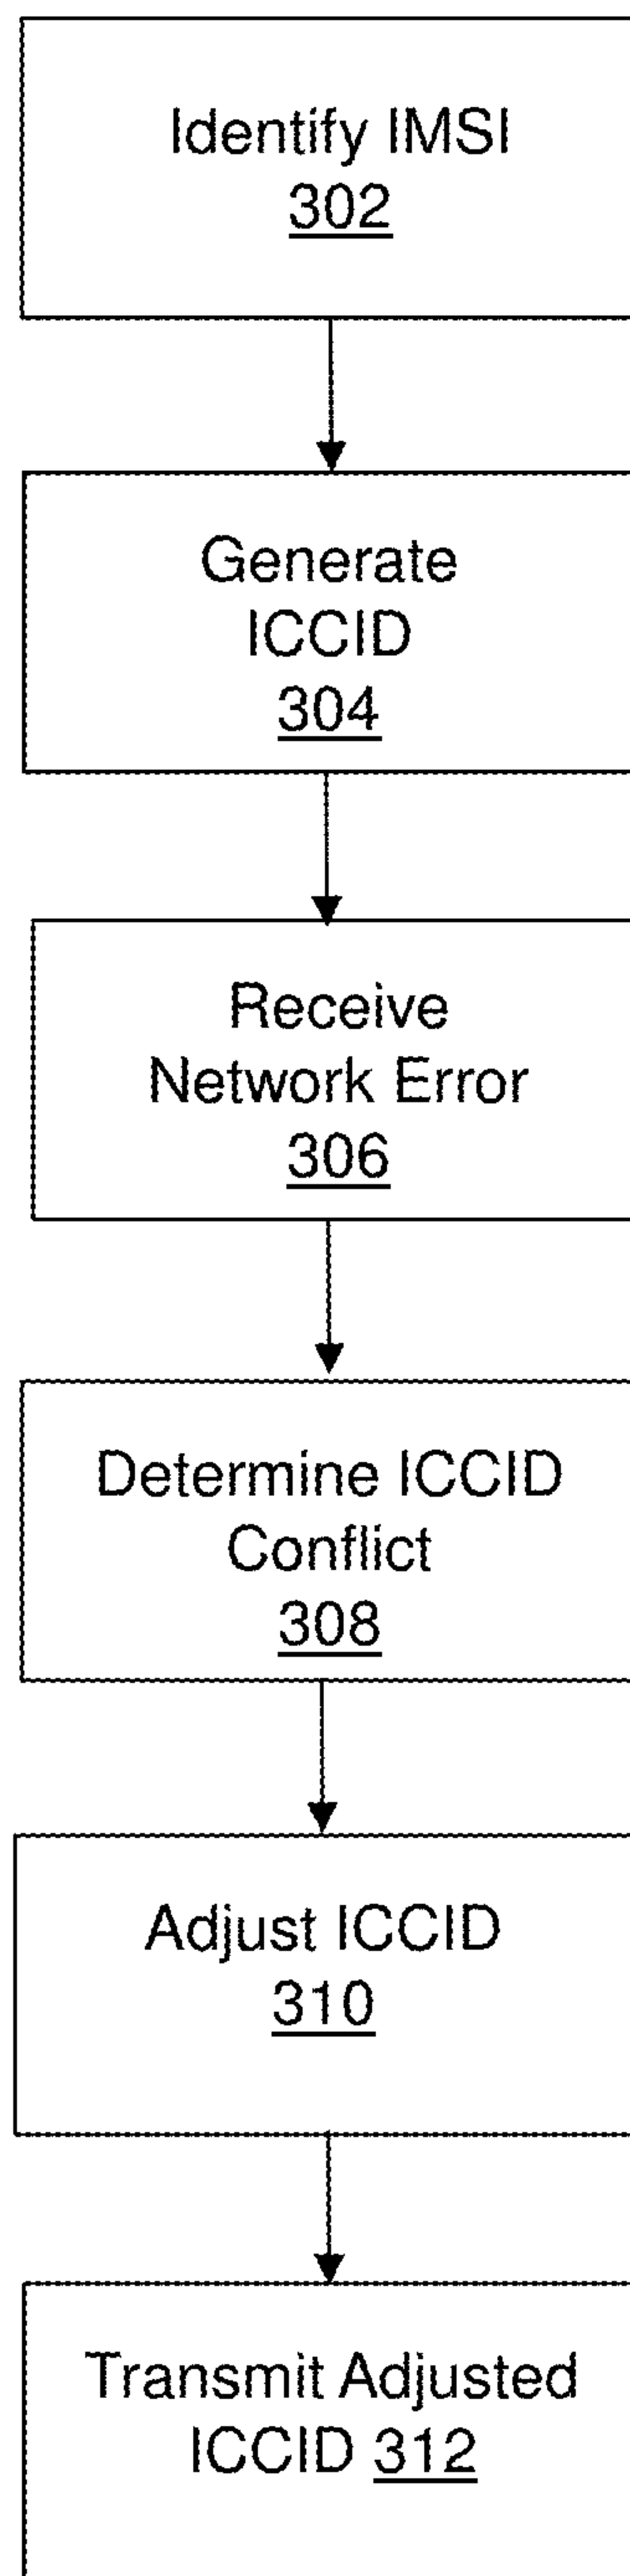 Identify IMSI
302
Generate
ICCID
304
Receive
Network Error
306
Determine ICCID
Conflict
308
Adjust ICCID
310
Transmit Adjusted
ICCID 312